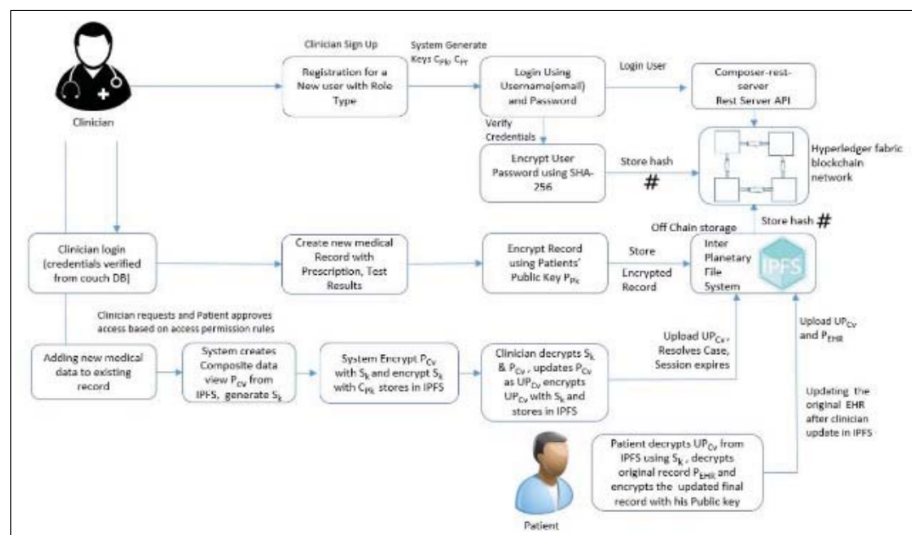 Clinician Sign Up
System Generate
Keys C_Pb, C_Pr
Registration for a
New user with Role
Type
Login Using
Username(email)
and Password
Login User
Composer-rest-
server
Rest Server API
Clinician
Verify
Credentials
Encrypt User
Password using SHA-
256
Store hash
#
Hyperledger fabric
blockchain
network
Store hash #
Off Chain storage
Clinician login
(credentials verified
from couch DB)
Create new medical
Record with
Prescription, Test
Results
Encrypt Record
using Patients'
Public Key P_Pk
Store
Encrypted
Record
Inter
Planetary
File
System
IPFS
Clinician requests and Patient approves
access based on access permission rules
Adding new medical
data to existing
record
System creates
Composite data
view P_Cv from
IPFS, generate S_k
System Encrypt P_Cv
with S_k and encrypt S_k
with C_Pk stores in IPFS
Clinician decrypts S_k
& P_Cv, updates P_Cv
as UP_Cv encrypts
UP_Cv with S_k and
stores in IPFS
Upload UP_Cv,
Resolves Case,
Session expires
Upload UP_Cv
and P_EHR
Updating the
original EHR
after clinician
update in IPFS
Patient decrypts UP_Cv from
IPFS using S_k, decrypts
original record P_EHR and
encrypts the updated final
record with his Public key
Patient